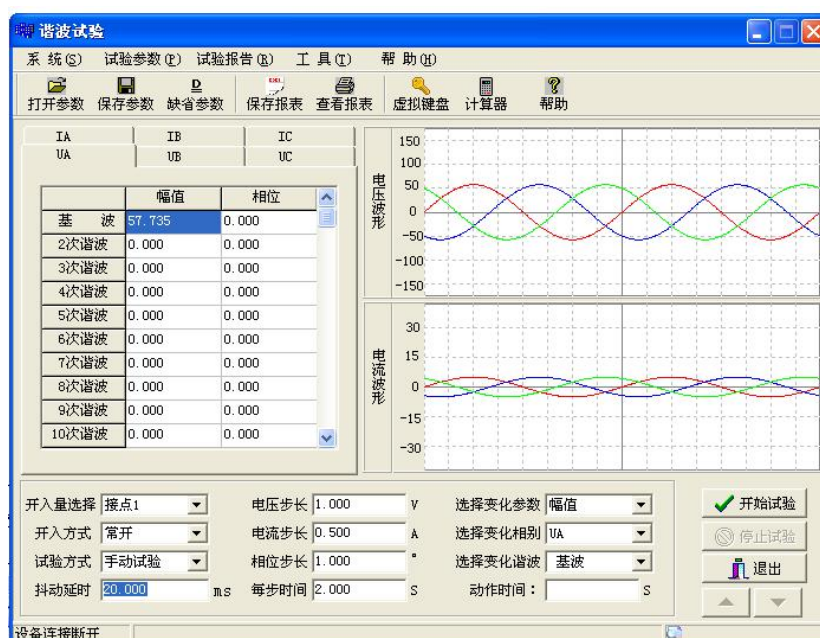 谐波试验
系 统(S) 试验参数(P) 试验报告(R) 工 具(T) 帮 助(H)
打开参数 保存参数 缺省参数 保存报表 查看报表 虚拟键盘 计算器 帮助
IA IB IC
UA UB UC
幅值 相位
基 波 57.735 0.000
2次谐波 0.000 0.000
3次谐波 0.000 0.000
4次谐波 0.000 0.000
5次谐波 0.000 0.000
6次谐波 0.000 0.000
7次谐波 0.000 0.000
8次谐波 0.000 0.000
9次谐波 0.000 0.000
10次谐波 0.000 0.000
电压波形
150
100
50
0
-50
-100
-150
电流波形
30
15
0
-15
-30
开入量选择 接点1 电压步长 1.000 V 选择变化参数 幅值
开入方式 常开 电流步长 0.500 A 选择变化相别 UA
试验方式 手动试验 相位步长 1.000 ° 选择变化谐波 基波
抖动延时 20.000 ms 每步时间 2.000 S 动作时间： S
开始试验
停止试验
退出
设备连接断开